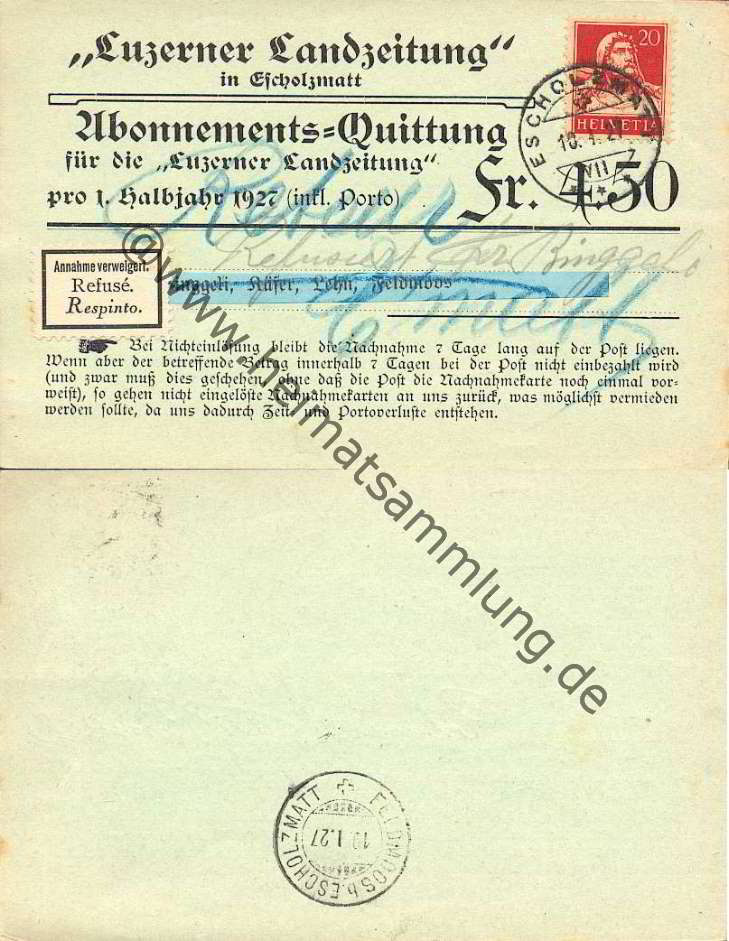 „Luzerner Landzeitung“
in Escholzmatt
20
HELVETIA
ESCHOLZMATT
VII
Abonnements=Quittung
für die „Luzerner Landzeitung“
pro 1. Halbjahr 1927 (inkl. Porto)
Fr. 4.50
Retour
Refusiert
Annahme verweigert.
Refusé.
Respinto.
Käfer, Lehn, Feldmoos
Bei Nichteinlösung bleibt die Nachnahme 7 Tage lang auf der Post liegen.
Wenn aber der betreffende Betrag innerhalb 7 Tagen bei der Post nicht einbezahlt wird
(und zwar muß dies geschehen, ohne daß die Post die Nachnahmekarte noch einmal vor=
weist), so gehen nicht eingelöste Nachnahmekarten an uns zurück, was möglichst vermieden
werden sollte, da uns dadurch Zeit= und Portoverluste entstehen.
@www.heimatsammlung.de
FELDMOOS b. ESCHOLZMATT
1.27